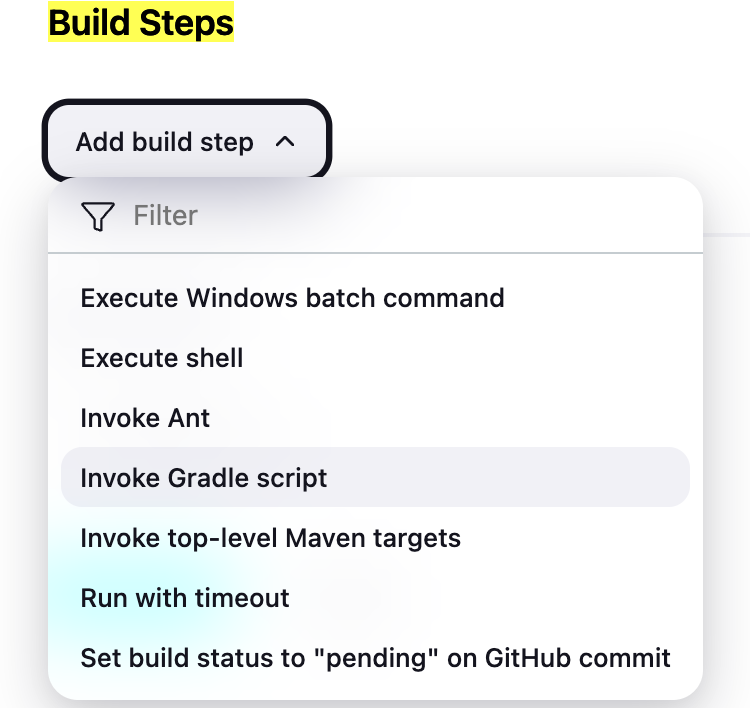 Build Steps
Add build step
Filter
Execute Windows batch command
Execute shell
Invoke Ant
Invoke Gradle script
Invoke top-level Maven targets
Run with timeout
Set build status to "pending" on GitHub commit